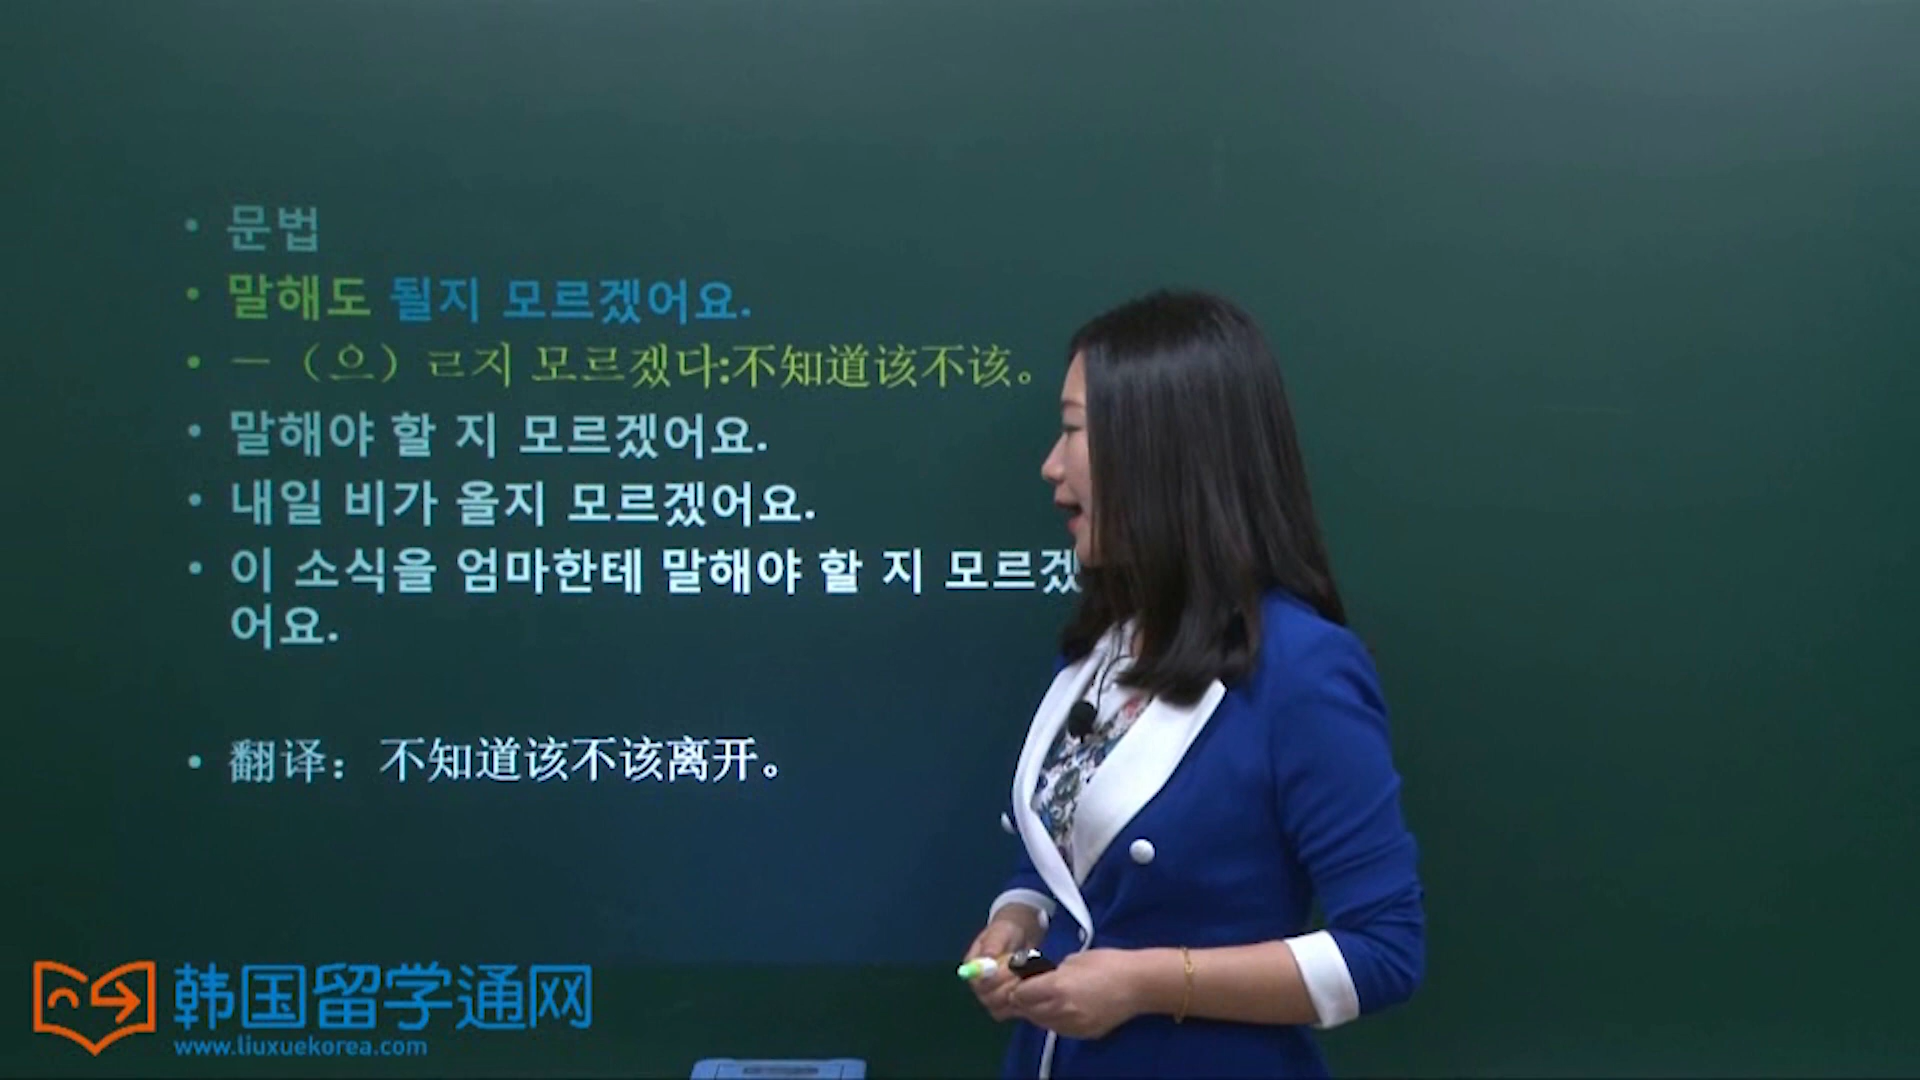 • 문법
• 말해도 될지 모르겠어요.
• ㅡ（으）ㄹ지 모르겠다:不知道该不该。
• 말해야 할 지 모르겠어요.
• 내일 비가 올지 모르겠어요.
• 이 소식을 엄마한테 말해야 할 지 모르겠
어요.
• 翻译：不知道该不该离开。
韩国留学通网
www.liuxuekorea.com